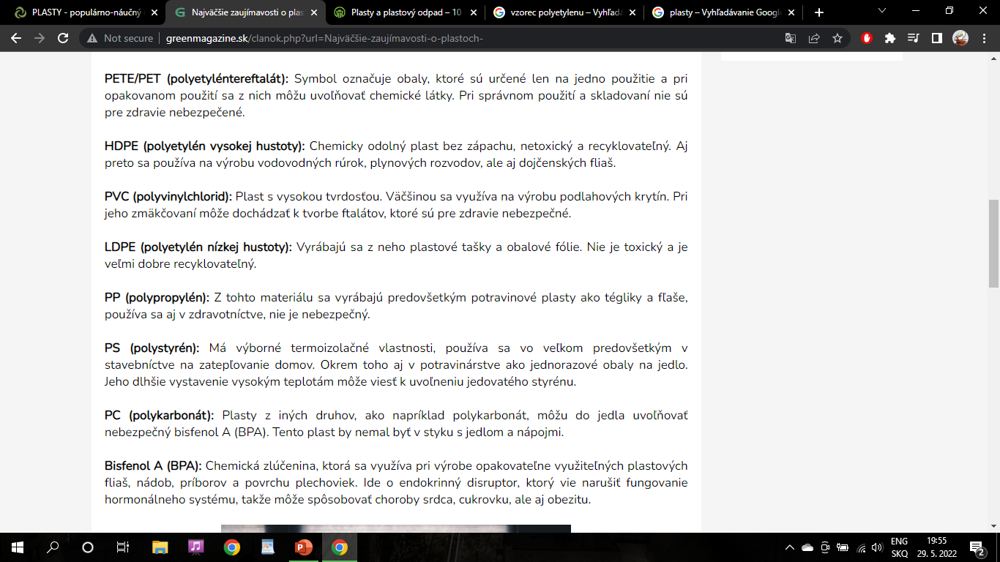 PLASTY - populárno-náučný
Najväčšie zaujímavosti o plas
Plasty a plastový odpad – 10
vzorec polyetylenu – Vyhľadá
plasty – Vyhľadávanie Google
Not secure
greenmagazine.sk/clanok.php?url=Najväčšie-zaujímavosti-o-plastoch-
PETE/PET (polyetyléntereftalát): Symbol označuje obaly, ktoré sú určené len na jedno použitie a pri
opakovanom použití sa z nich môžu uvoľňovať chemické látky. Pri správnom použití a skladovaní nie sú
pre zdravie nebezpečené.
HDPE (polyetylén vysokej hustoty): Chemicky odolný plast bez zápachu, netoxický a recyklovateľný. Aj
preto sa používa na výrobu vodovodných rúrok, plynových rozvodov, ale aj dojčenských fliaš.
PVC (polyvinylchlorid): Plast s vysokou tvrdosťou. Väčšinou sa využíva na výrobu podlahových krytín. Pri
jeho zmäkčovaní môže dochádzať k tvorbe ftalátov, ktoré sú pre zdravie nebezpečné.
LDPE (polyetylén nízkej hustoty): Vyrábajú sa z neho plastové tašky a obalové fólie. Nie je toxický a je
veľmi dobre recyklovateľný.
PP (polypropylén): Z tohto materiálu sa vyrábajú predovšetkým potravinové plasty ako tégliky a fľaše,
používa sa aj v zdravotníctve, nie je nebezpečný.
PS (polystyrén): Má výborné termoizolačné vlastnosti, používa sa vo veľkom predovšetkým v
stavebníctve na zatepľovanie domov. Okrem toho aj v potravinárstve ako jednorazové obaly na jedlo.
Jeho dlhšie vystavenie vysokým teplotám môže viesť k uvoľneniu jedovatého styrénu.
PC (polykarbonát): Plasty z iných druhov, ako napríklad polykarbonát, môžu do jedla uvoľňovať
nebezpečný bisfenol A (BPA). Tento plast by nemal byť v styku s jedlom a nápojmi.
Bisfenol A (BPA): Chemická zlúčenina, ktorá sa využíva pri výrobe opakovateľne využiteľných plastových
fliaš, nádob, príborov a povrchu plechoviek. Ide o endokrinný disruptor, ktorý vie narušiť fungovanie
hormonálneho systému, takže môže spôsobovať choroby srdca, cukrovku, ale aj obezitu.
ENG
SKQ
19:55
29. 5. 2022
2